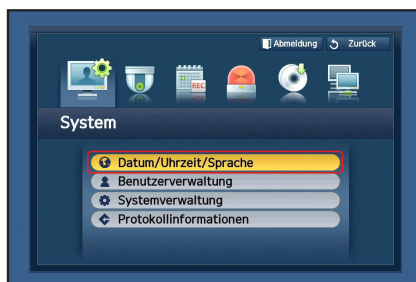 Abmeldung Zurück
REC
System
Datum/Uhrzeit/Sprache
Benutzerverwaltung
Systemverwaltung
Protokollinformationen